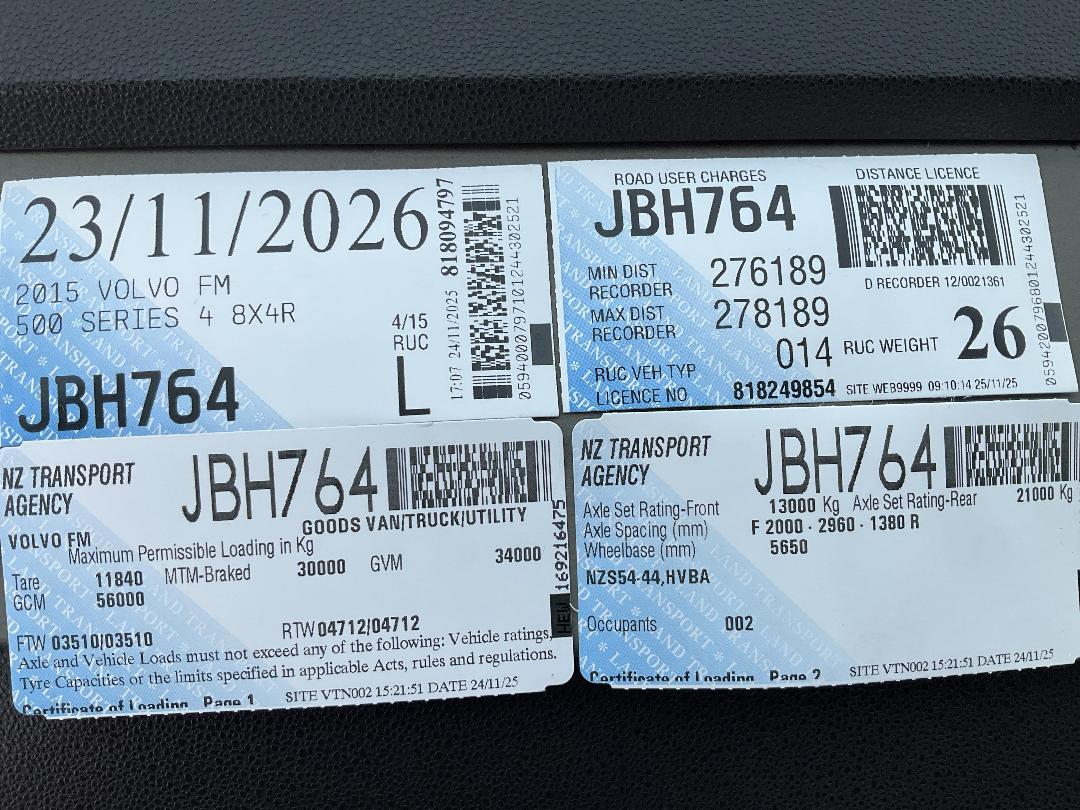 23/11/2026
2015 VOLVO FM
500 SERIES 4 8X4R
4/15
RUC
L
JBH764
17:07 24/11/2025 818094797
0594000797101244302521
ROAD USER CHARGES
DISTANCE LICENCE
JBH764
MIN DIST RECORDER 276189
D RECORDER 12/0021361
MAX DIST RECORDER 278189
RUC VEH TYP 014
RUC WEIGHT 26
LICENCE NO 818249854 SITE WEB9999 09:10:14 25/11/25
0594200796801244302521
NZ TRANSPORT
AGENCY
JBH764
GOODS VAN/TRUCK/UTILITY
VOLVO FM
Maximum Permissible Loading in Kg
Tare 11840 MTM-Braked 30000 GVM 34000
GCM 56000
FTW 03510/03510 RTW 04712/04712
Axle and Vehicle Loads must not exceed any of the following: Vehicle ratings,
Tyre Capacities of the limits specified in applicable Acts, rules and regulations.
Certificate of Loading Page 1 SITE VTN002 15:21:51 DATE 24/11/25
HEW 1692164475
NZ TRANSPORT
AGENCY
JBH764
Axle Set Rating-Front 13000 Kg Axle Set Rating-Rear 21000 Kg
Axle Spacing (mm) F 2000 - 2960 - 1380 R
Wheelbase (mm) 5650
NZS54-44,HVBA
Occupants 002
Certificate of Loading Page 2 SITE VTN002 15:21:51 DATE 24/11/25